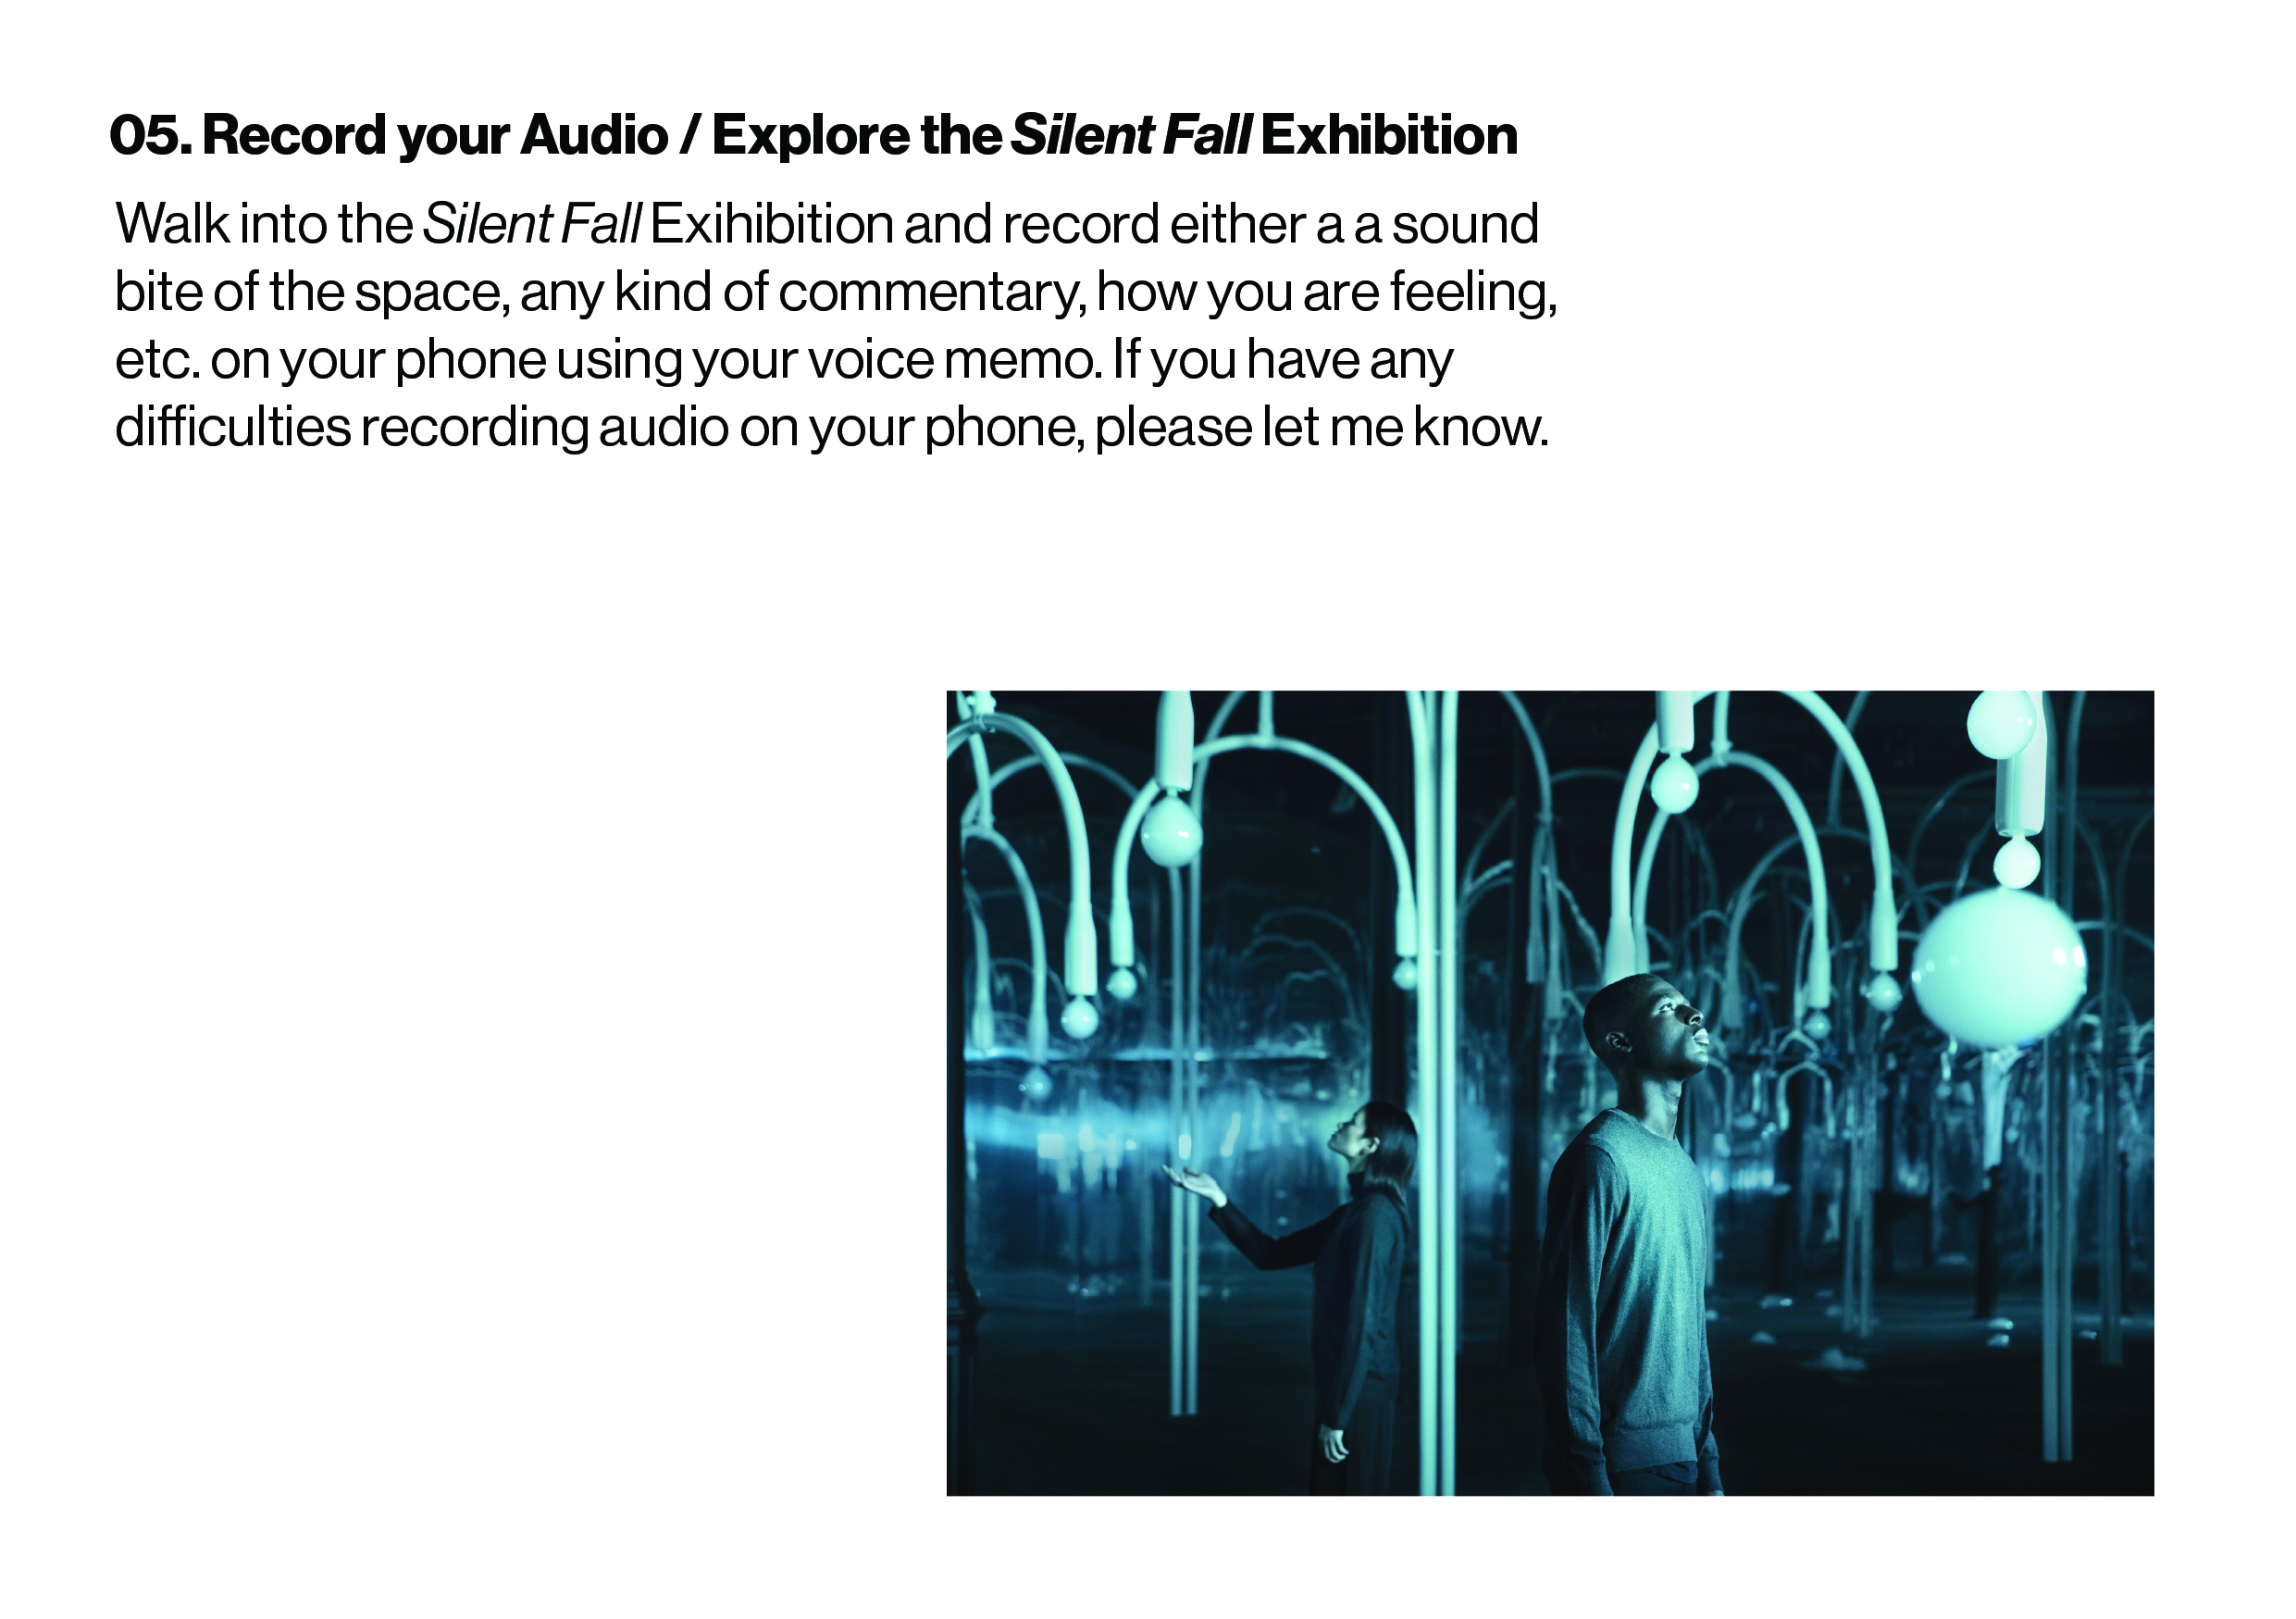 05. Record your Audio / Explore the Silent Fall Exhibition
Walk into the Silent Fall Exihibition and record either a a sound
bite of the space, any kind of commentary, how you are feeling,
etc. on your phone using your voice memo. If you have any
difficulties recording audio on your phone, please let me know.